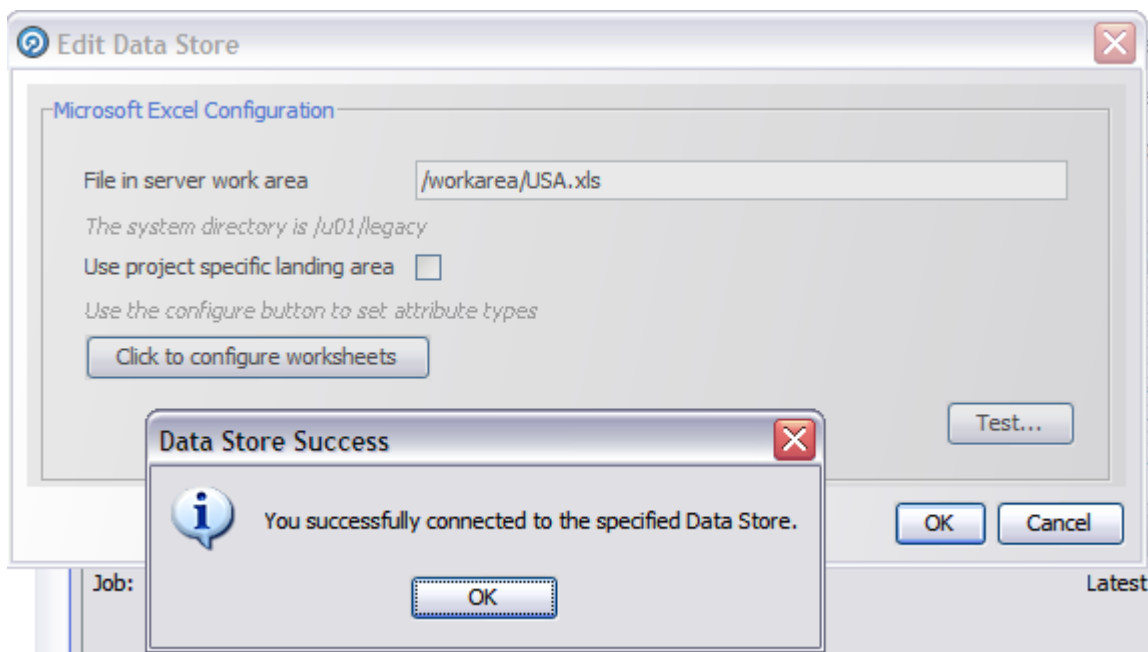 Edit Data Store
Microsoft Excel Configuration
File in server work area
/workarea/USA.xls
The system directory is /u01/legacy
Use project specific landing area
Use the configure button to set attribute types
Click to configure worksheets
Test...
Data Store Success
You successfully connected to the specified Data Store.
OK
OK
Cancel
Job:
Latest